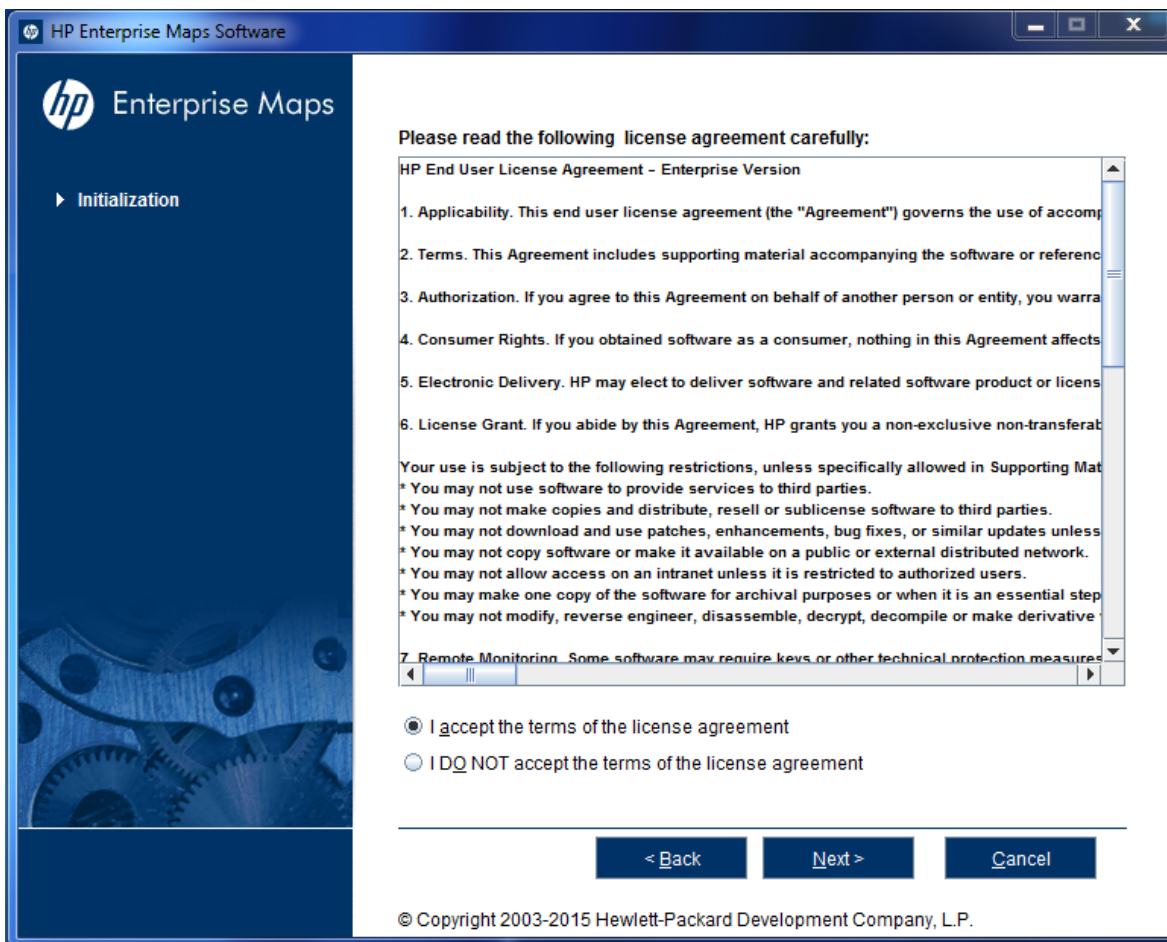 HP Enterprise Maps Software
hp Enterprise Maps
Initialization
Please read the following license agreement carefully:
HP End User License Agreement – Enterprise Version
1. Applicability. This end user license agreement (the "Agreement") governs the use of
2. Terms. This Agreement includes supporting material accompanying the software or
3. Authorization. If you agree to this Agreement on behalf of another person or entity, you
4. Consumer Rights. If you obtained software as a consumer, nothing in this Agreement affects
5. Electronic Delivery. HP may elect to deliver software and related software product or
6. License Grant. If you abide by this Agreement, HP grants you a non-exclusive
Your use is subject to the following restrictions, unless specifically allowed in Supporting
* You may not use software to provide services to third parties.
* You may not make copies and distribute, resell or sublicense software to third parties.
* You may not download and use patches, enhancements, bug fixes, or similar updates unless
* You may not copy software or make it available on a public or external distributed network.
* You may not allow access on an intranet unless it is restricted to authorized users.
* You may make one copy of the software for archival purposes or when it is an essential step
* You may not modify, reverse engineer, disassemble, decrypt, decompile or make derivative
7. Remote Monitoring. Some software may require keys or other technical protection measures
I accept the terms of the license agreement
I DO NOT accept the terms of the license agreement
< Back
Next >
Cancel
© Copyright 2003-2015 Hewlett-Packard Development Company, L.P.